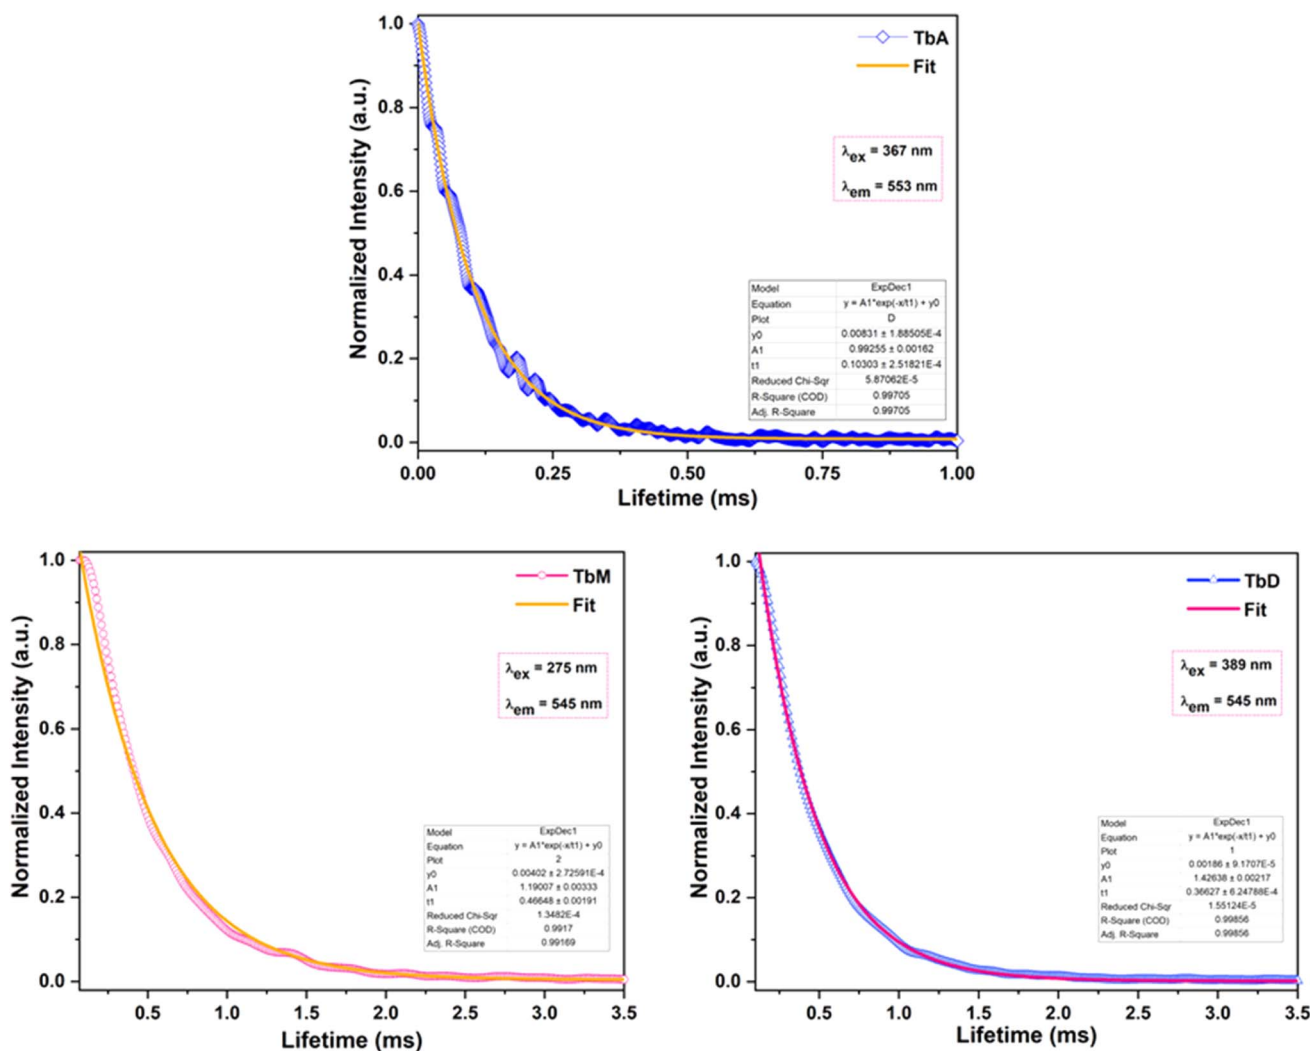 TbA
Fit
λex = 367 nm
λem = 553 nm
Normalized Intensity (a.u.)
1.0
0.8
0.6
0.4
0.2
0.0
Model ExpDec1
Equation y = A1*exp(-x/t1) + y0
Plot D
y0 0.00831 ± 1.88505E-4
A1 0.99255 ± 0.00162
t1 0.10303 ± 2.51821E-4
Reduced Chi-Sqr 5.87062E-5
R-Square (COD) 0.99705
Adj. R-Square 0.99705
0.00 0.25 0.50 0.75 1.00
Lifetime (ms)
TbM
Fit
λex = 275 nm
λem = 545 nm
Normalized Intensity (a.u.)
1.0
0.8
0.6
0.4
0.2
0.0
Model ExpDec1
Equation y = A1*exp(-x/t1) + y0
Plot 2
y0 0.00402 ± 2.72591E-4
A1 1.19007 ± 0.00333
t1 0.46648 ± 0.00191
Reduced Chi-Sqr 1.3482E-4
R-Square (COD) 0.9917
Adj. R-Square 0.99169
0.5 1.0 1.5 2.0 2.5 3.0 3.5
Lifetime (ms)
TbD
Fit
λex = 389 nm
λem = 545 nm
Normalized Intensity (a.u.)
1.0
0.8
0.6
0.4
0.2
0.0
Model ExpDec1
Equation y = A1*exp(-x/t1) + y0
Plot 1
y0 0.00186 ± 9.1707E-5
A1 1.42638 ± 0.00217
t1 0.36627 ± 6.24788E-4
Reduced Chi-Sqr 1.55124E-5
R-Square (COD) 0.99856
Adj. R-Square 0.99856
0.5 1.0 1.5 2.0 2.5 3.0 3.5
Lifetime (ms)